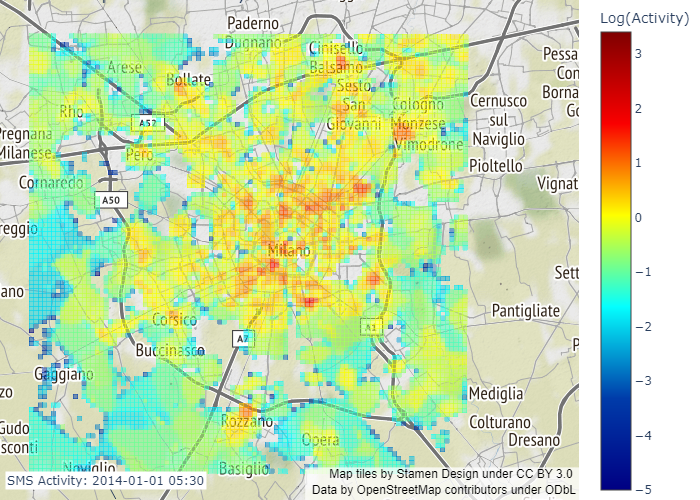 Log(Activity)
Paderno
Dugnano
Cinisello
Balsamo
Arese
Bollate
Sesto
San
Giovanni
Cologno
Monzese
Vimodrone
Rho
A52
Pero
Pregnana
Milanese
Cornaredo
A50
reggio
Pessa
Con
Borna
Go
Cernusco
sul
Naviglio
Pioltello
Vignat
Milano
Sett
ano
Pantigliate
Corsico
A7
A1
Buccinasco
P
Gaggiano
zo
Mediglia
Rozzano
Colturano
Dresano
Gudo
sconti
Opera
Noviglio
Basiglio
3
2
1
0
−1
−2
−3
−4
−5
SMS Activity: 2014-01-01 05:30
Map tiles by Stamen Design under CC BY 3.0
Data by OpenStreetMap contributors under ODbL